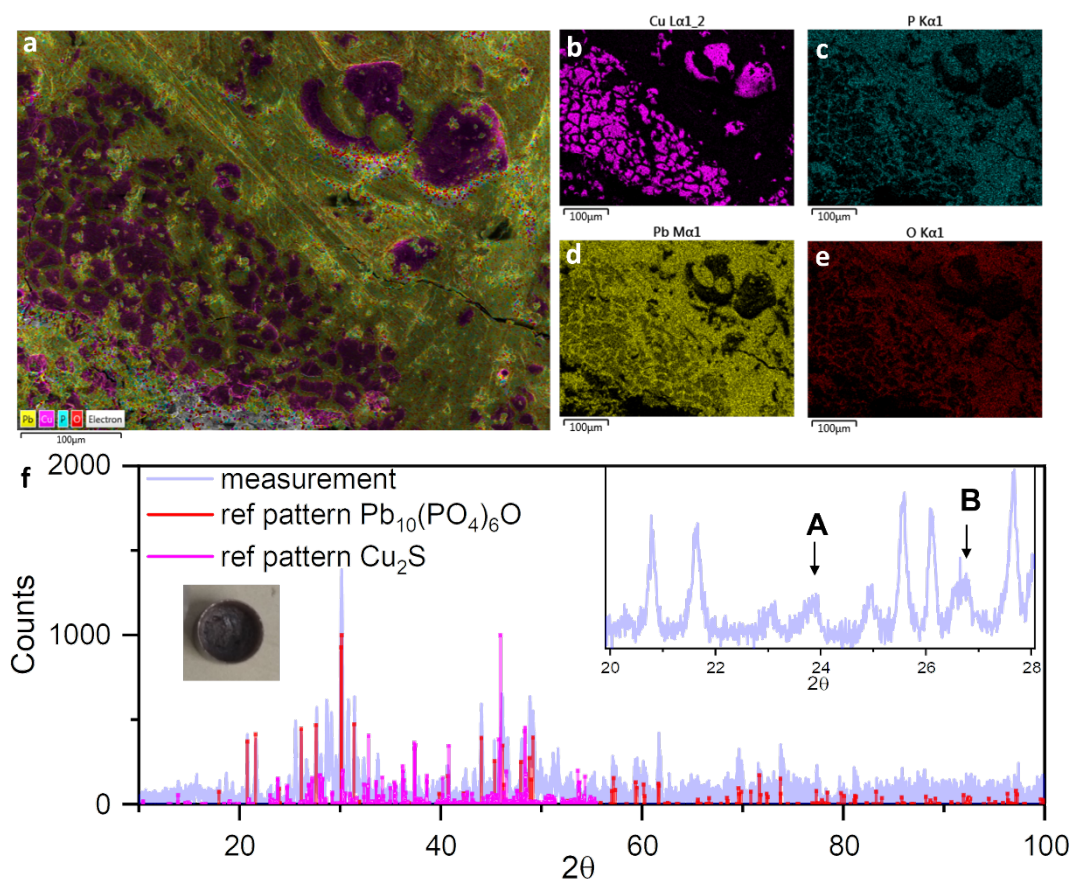 a
Pb Cu P O Electron
100μm
Cu Lα1_2
b
100μm
P Kα1
c
100μm
Pb Mα1
d
100μm
O Kα1
e
100μm
f
2000
1000
0
Counts
measurement
ref pattern Pb10(PO4)6O
ref pattern Cu2S
A
B
20 22 24 26 28
2θ
20 40 60 80 100
2θ